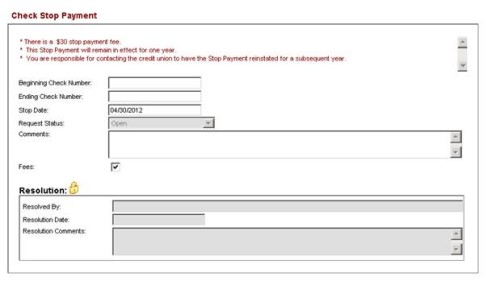 Check Stop Payment
* There is a $30 stop payment fee.
* This Stop Payment will remain in effect for one year.
* You are responsible for contacting the credit union to have the Stop Payment reinstated for a subsequent year.
Beginning Check Number:
Ending Check Number:
Stop Date: 04/30/2012
Request Status: Open
Comments:
Fees:
Resolution:
Resolved By:
Resolution Date:
Resolution Comments: